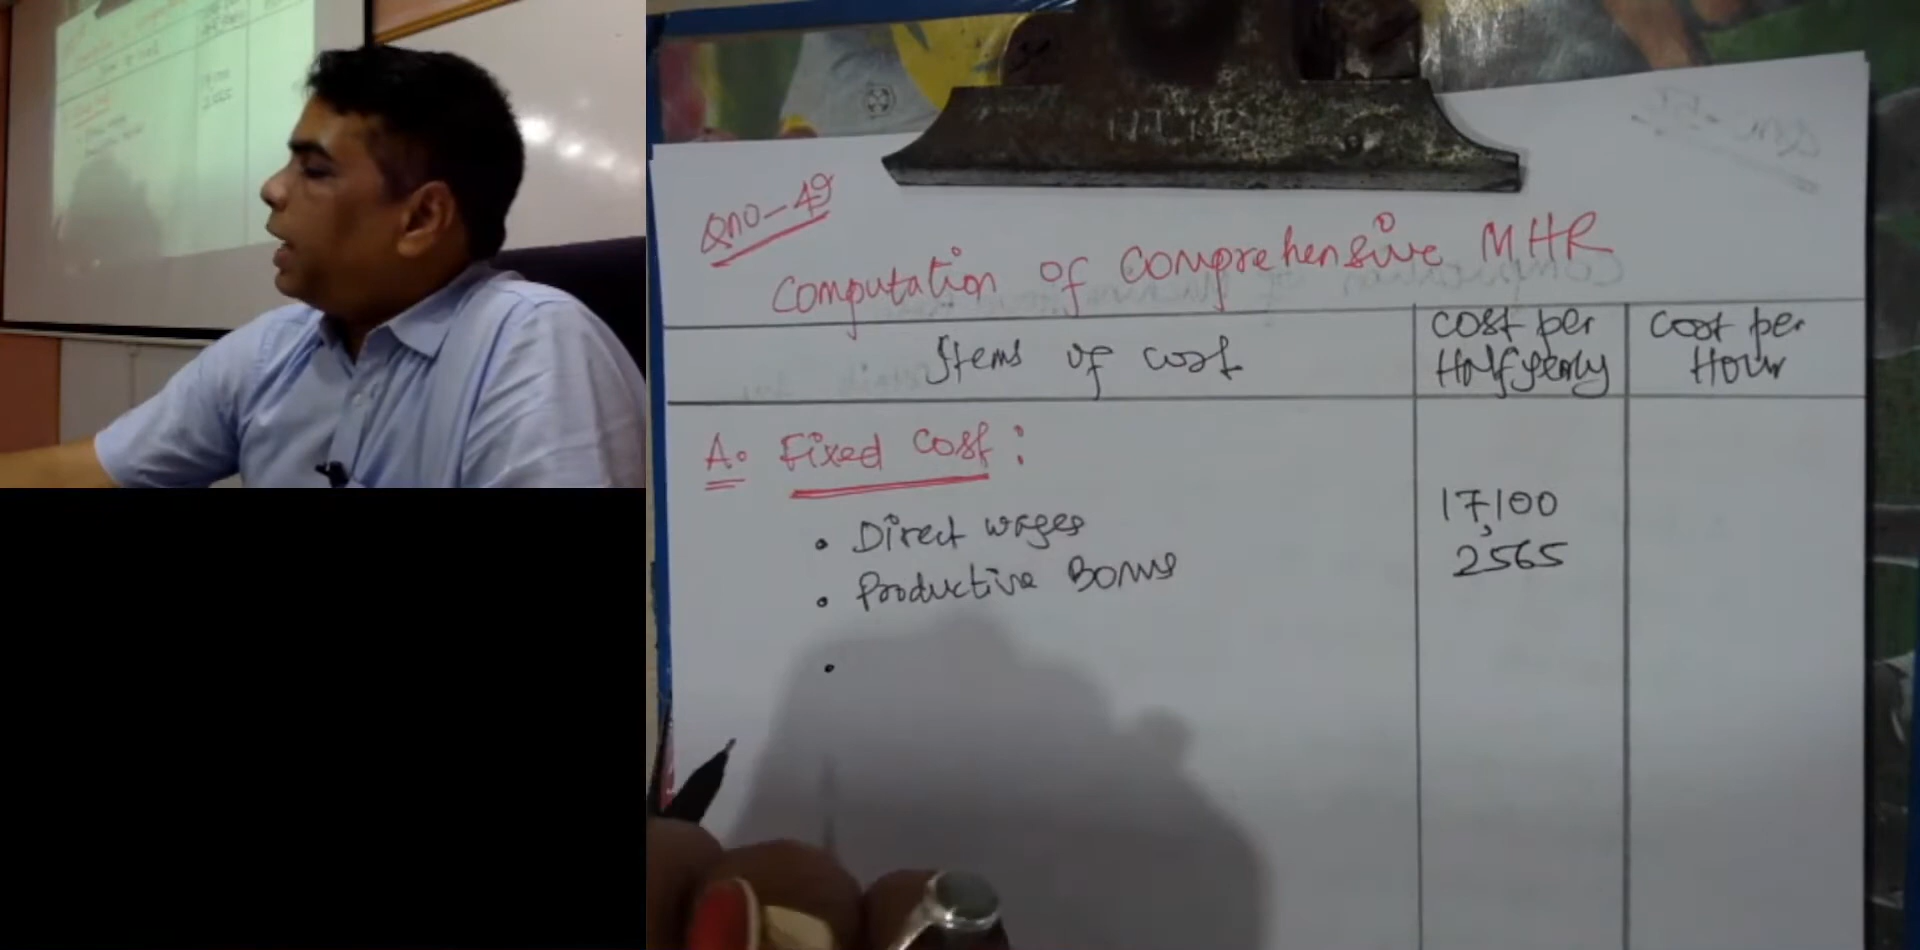 Qno-49
Computation of Comprehensive MHR
Items of cost
Cost per Half yearly
Cost per Hour
A. Fixed Cost:
• Direct wages 17,100
• Productive Bonus 2565
•